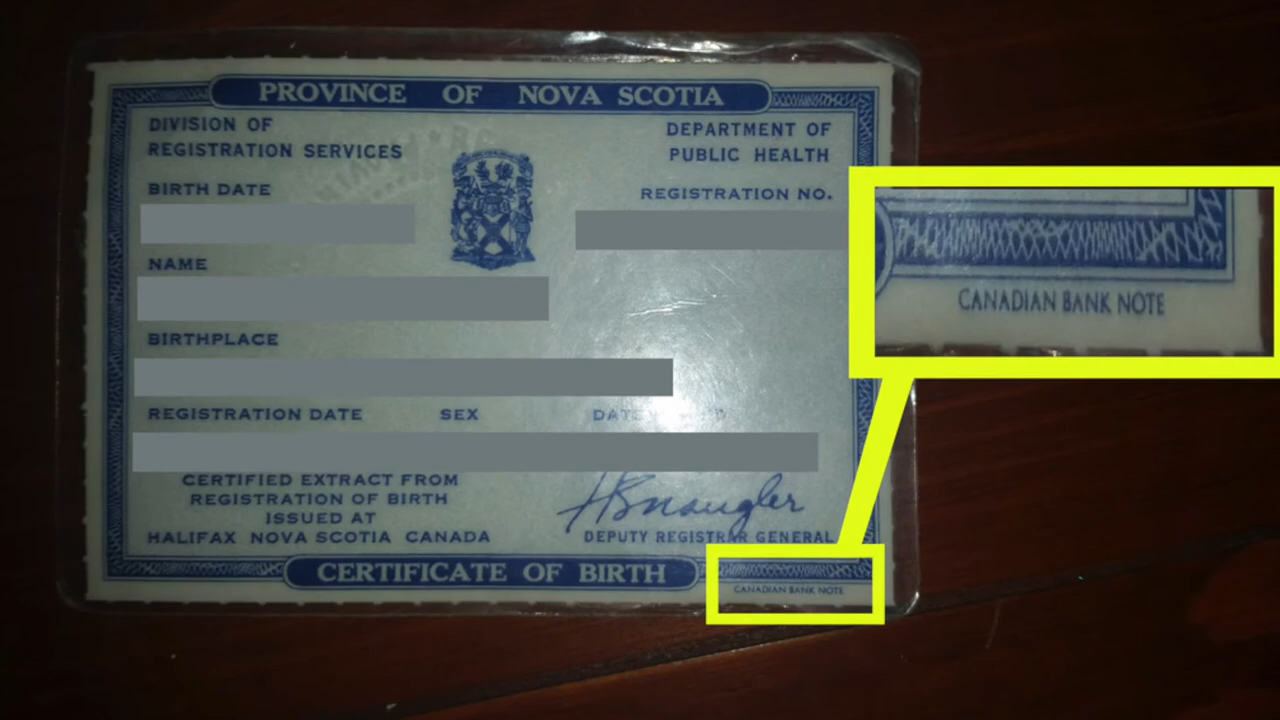 PROVINCE OF NOVA SCOTIA
DIVISION OF
REGISTRATION SERVICES
DEPARTMENT OF
PUBLIC HEALTH
BIRTH DATE
REGISTRATION NO.
NAME
BIRTHPLACE
REGISTRATION DATE SEX
CERTIFIED EXTRACT FROM
REGISTRATION OF BIRTH
ISSUED AT
HALIFAX NOVA SCOTIA CANADA
DEPUTY REGISTRAR GENERAL
CERTIFICATE OF BIRTH
CANADIAN BANK NOTE
CANADIAN BANK NOTE